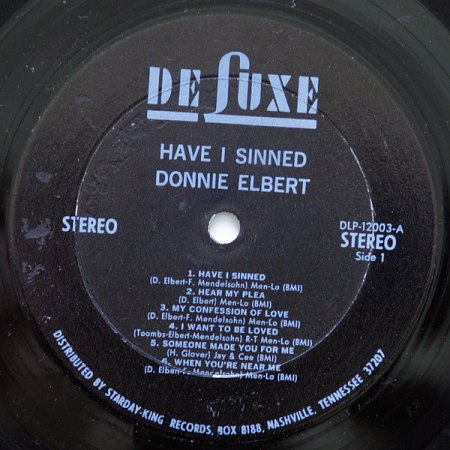 DE LUXE
HAVE I SINNED
DONNIE ELBERT
STEREO
DLP-12003-A
STEREO
Side 1
1. HAVE I SINNED
(D. Elbert-F. Mendelsohn) Men-Lo (BMI)
2. HEAR MY PLEA
(D. Elbert) Men-Lo (BMI)
3. MY CONFESSION OF LOVE
(D. Elbert-F. Mendelsohn) Men-Lo (BMI)
4. I WANT TO BE LOVED
(Toombs-Elbert-Mendelsohn) R-T Men-Lo (BMI)
5. SOMEONE MADE YOU FOR ME
(H. Glover) Jay & Cee (BMI)
6. WHEN YOU'RE NEAR ME
(D. Elbert-F. Mendelsohn) Men-Lo (BMI)
DISTRIBUTED BY STARDAY-KING RECORDS, BOX 8188, NASHVILLE, TENNESSEE 37207